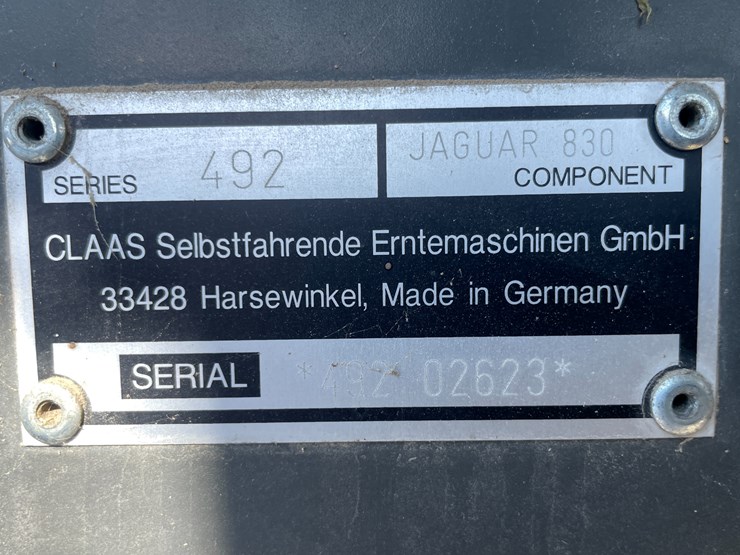 SERIES 492 JAGUAR 830 COMPONENT
CLAAS Selbstfahrende Erntemaschinen GmbH
33428 Harsewinkel, Made in Germany
SERIAL *492 02623*